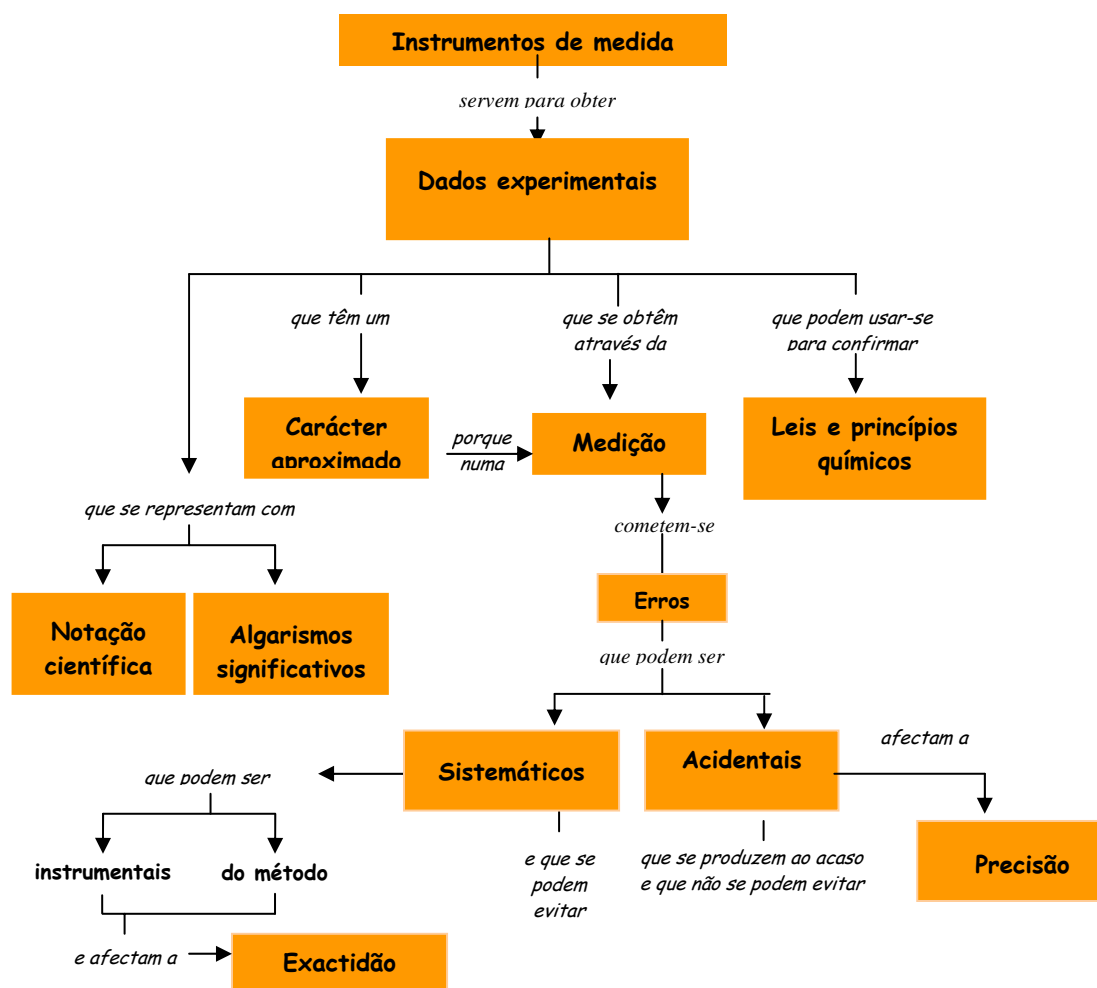 Instrumentos de medida
servem para obter
Dados experimentais
que têm um
que se obtêm
através da
que podem usar-se
para confirmar
Carácter
aproximado
porque
numa
Medição
Leis e princípios
químicos
que se representam com
cometem-se
Notação
científica
Algarismos
significativos
Erros
que podem ser
Sistemáticos
Acidentais
afectam a
que podem ser
instrumentais
do método
e que se
podem
evitar
que se produzem ao acaso
e que não se podem evitar
Precisão
e afectam a
Exactidão